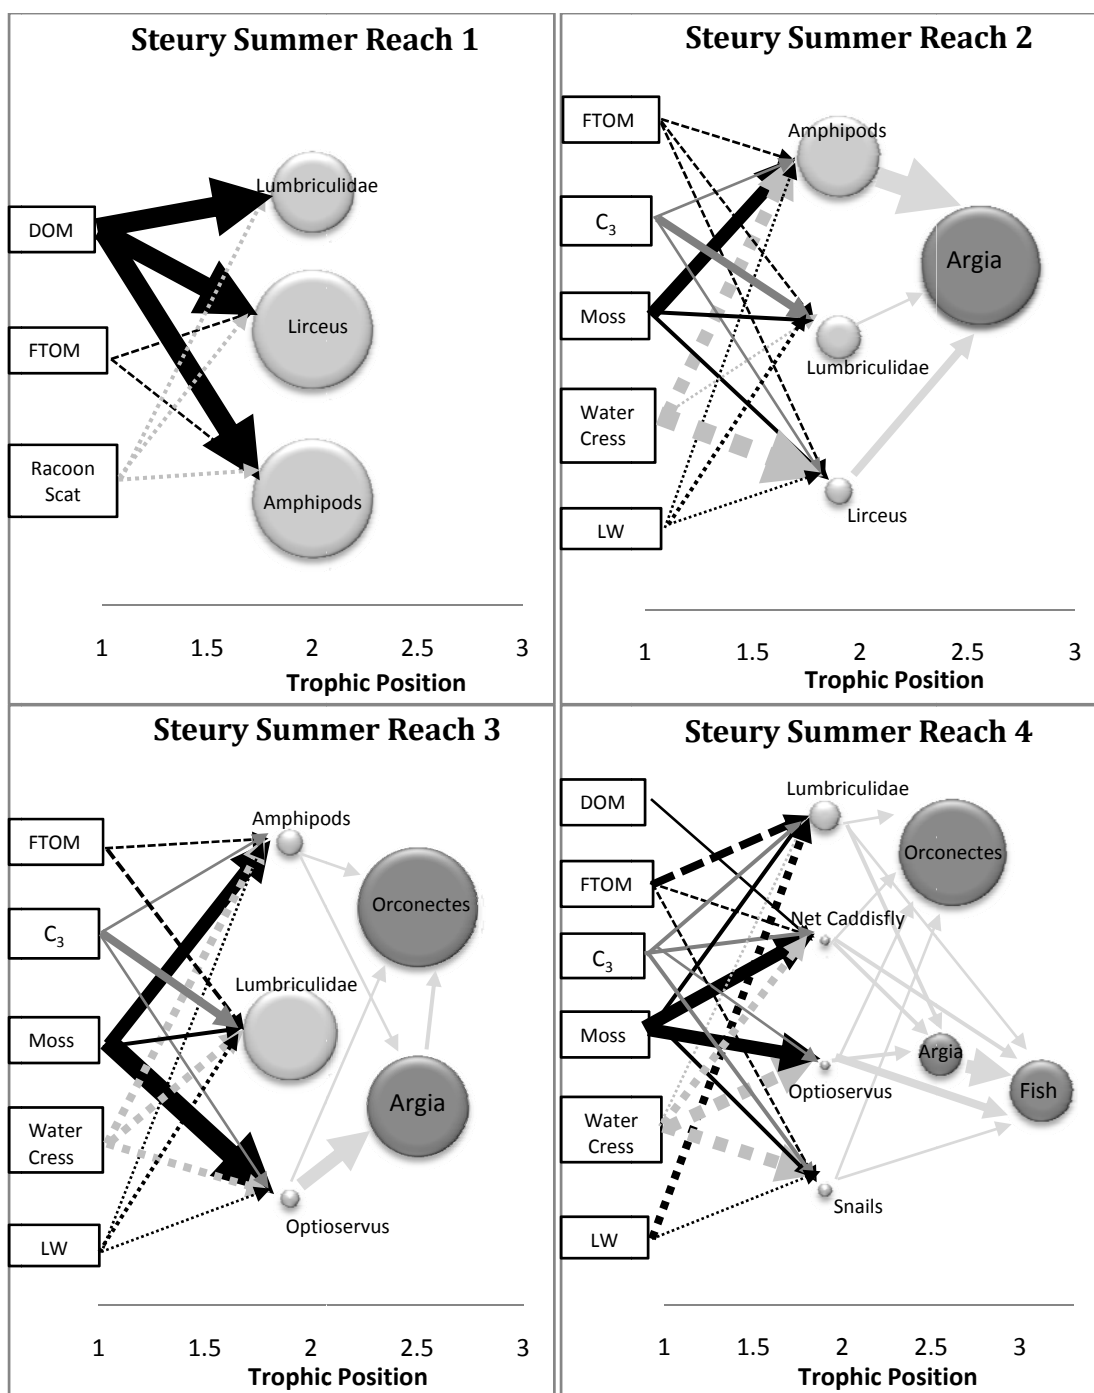 Steury Summer Reach 1
Lumbriculidae
DOM
Lirceus
FTOM
Racoon
Scat
Amphipods
1 1.5 2 2.5 3
Trophic Position
Steury Summer Reach 2
FTOM
Amphipods
C₃
Argia
Moss
Lumbriculidae
Water
Cress
LW
Lirceus
1 1.5 2 2.5 3
Trophic Position
Steury Summer Reach 3
Amphipods
FTOM
Orconectes
C₃
Lumbriculidae
Moss
Argia
Water
Cress
Optioservus
LW
1 1.5 2 2.5 3
Trophic Position
Steury Summer Reach 4
Lumbriculidae
DOM
Orconectes
FTOM
Net Caddisfly
C₃
Moss
Argia
Optioservus
Fish
Water
Cress
Snails
LW
1 1.5 2 2.5 3
Trophic Position